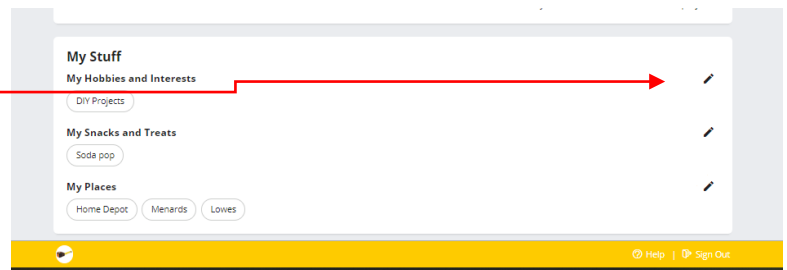 My Stuff
My Hobbies and Interests
DIY Projects
My Snacks and Treats
Soda pop
My Places
Home Depot Menards Lowes
Help | Sign Out